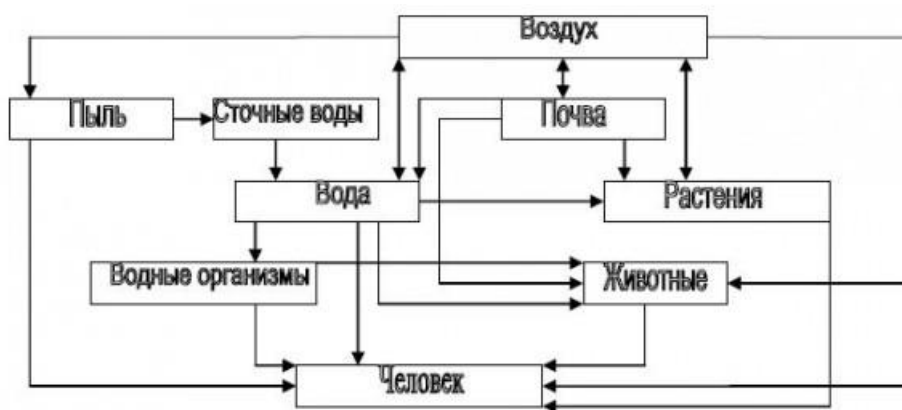 Воздух
Пыль
Сточные воды
Почва
Вода
Растения
Водные организмы
Животные
Человек